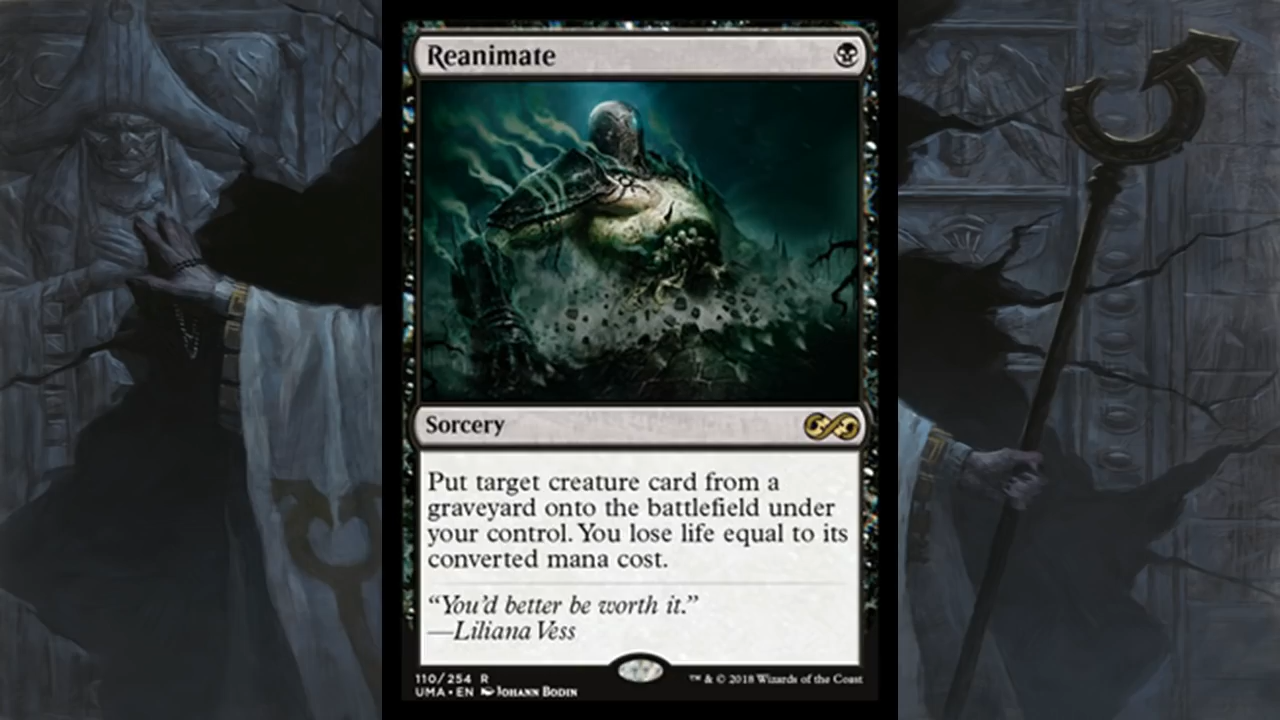 Reanimate
Sorcery
Put target creature card from a
graveyard onto the battlefield under
your control. You lose life equal to its
converted mana cost.
“You’d better be worth it.”
—Liliana Vess
110/254 R
UMA • EN Johann Bodin
™ & © 2018 Wizards of the Coast